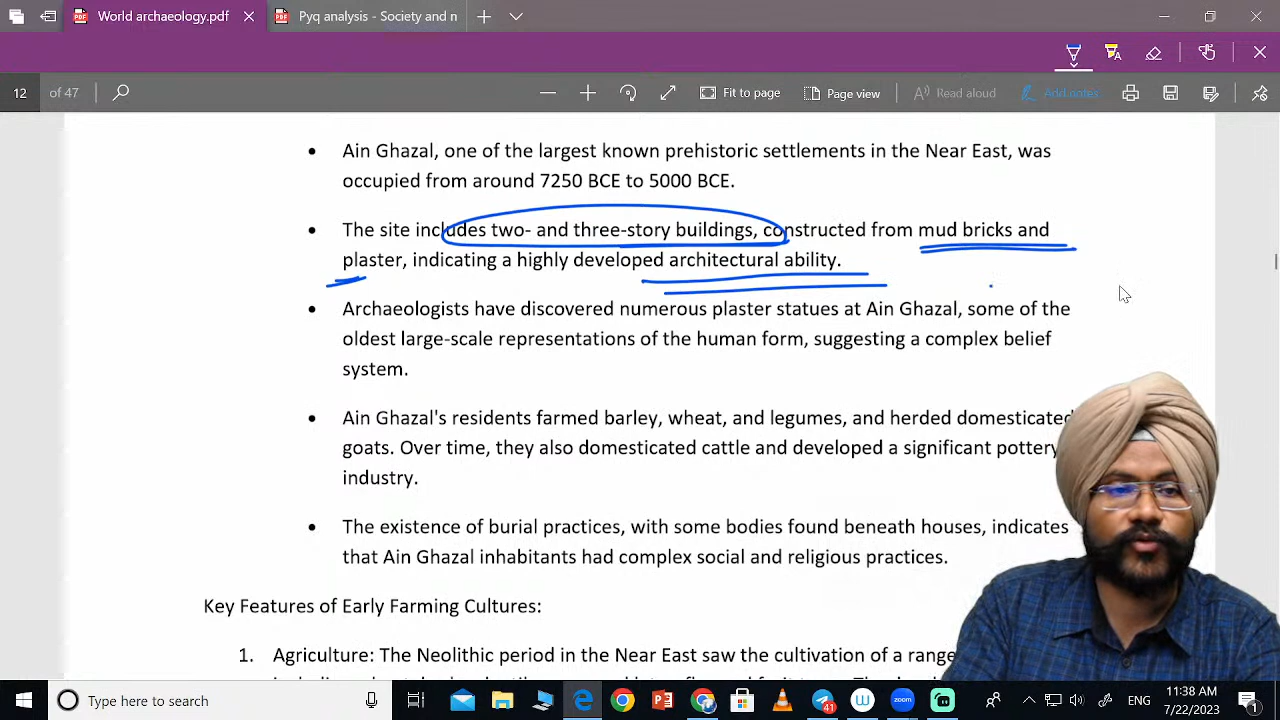 World archaeology.pdf
Pyq analysis - Society and n
12 of 47
Fit to page
Page view
Read aloud
Add notes
Ain Ghazal, one of the largest known prehistoric settlements in the Near East, was
occupied from around 7250 BCE to 5000 BCE.
The site includes two- and three-story buildings, constructed from mud bricks and
plaster, indicating a highly developed architectural ability.
Archaeologists have discovered numerous plaster statues at Ain Ghazal, some of the
oldest large-scale representations of the human form, suggesting a complex belief
system.
Ain Ghazal's residents farmed barley, wheat, and legumes, and herded domesticated
goats. Over time, they also domesticated cattle and developed a significant pottery
industry.
The existence of burial practices, with some bodies found beneath houses, indicates
that Ain Ghazal inhabitants had complex social and religious practices.
Key Features of Early Farming Cultures:
1. Agriculture: The Neolithic period in the Near East saw the cultivation of a range
Type here to search
41
zoom
11:38 AM
7/22/2023